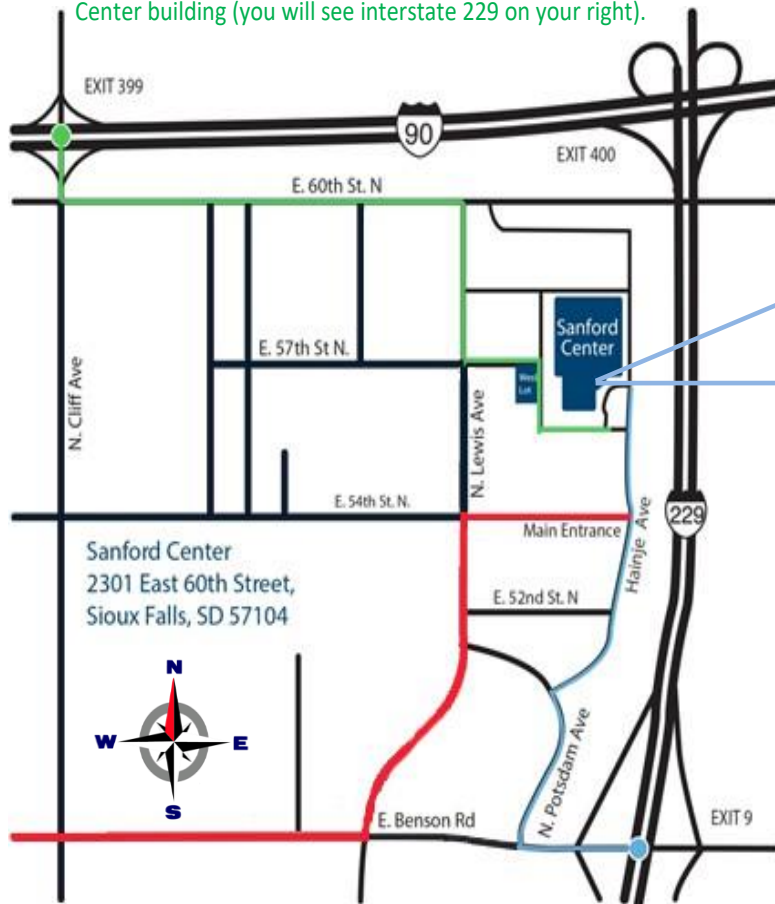 Center building (you will see interstate 229 on your right).
EXIT 399
90
EXIT 400
E. 60th St. N
Sanford
Center
E. 57th St N.
West
Lot
N. Cliff Ave
N. Lewis Ave
E. 54th St. N.
Main Entrance
Hainje Ave
229
Sanford Center
2301 East 60th Street,
Sioux Falls, SD 57104
E. 52nd St. N
N
W
E
S
N. Potsdam Ave
E. Benson Rd
EXIT 9